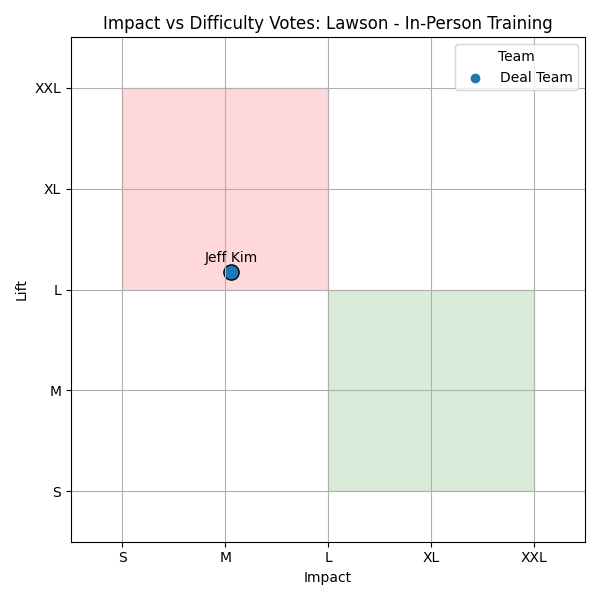 Impact vs Difficulty Votes: Lawson - In-Person Training
Team
Deal Team
XXL
XL
Jeff Kim
L
Lift
M
S
S M L XL XXL
Impact